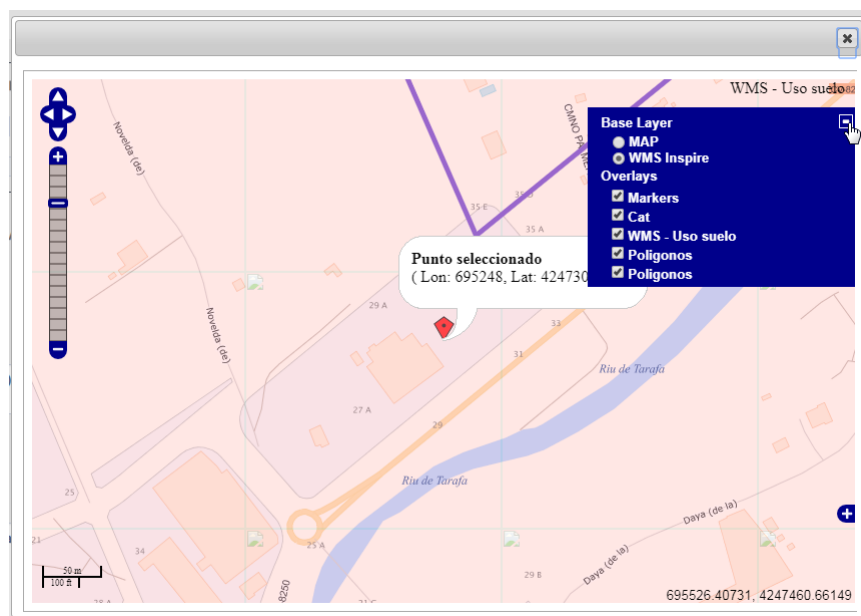 WMS - Uso suelo
Base Layer
MAP
WMS Inspire
Overlays
Markers
Cat
WMS - Uso suelo
Poligonos
Poligonos
Novelda (de)
35 E
35 A
Punto seleccionado
( Lon: 695248, Lat: 424730
29 A
33
31
Novelda (de)
Riu de Tarafa
27 A
29
Riu de Tarafa
25
Daya (de la)
21
34
25 A
29 B
Daya (de la)
50 m
100 ft
28 A
8250
695526.40731, 4247460.66149